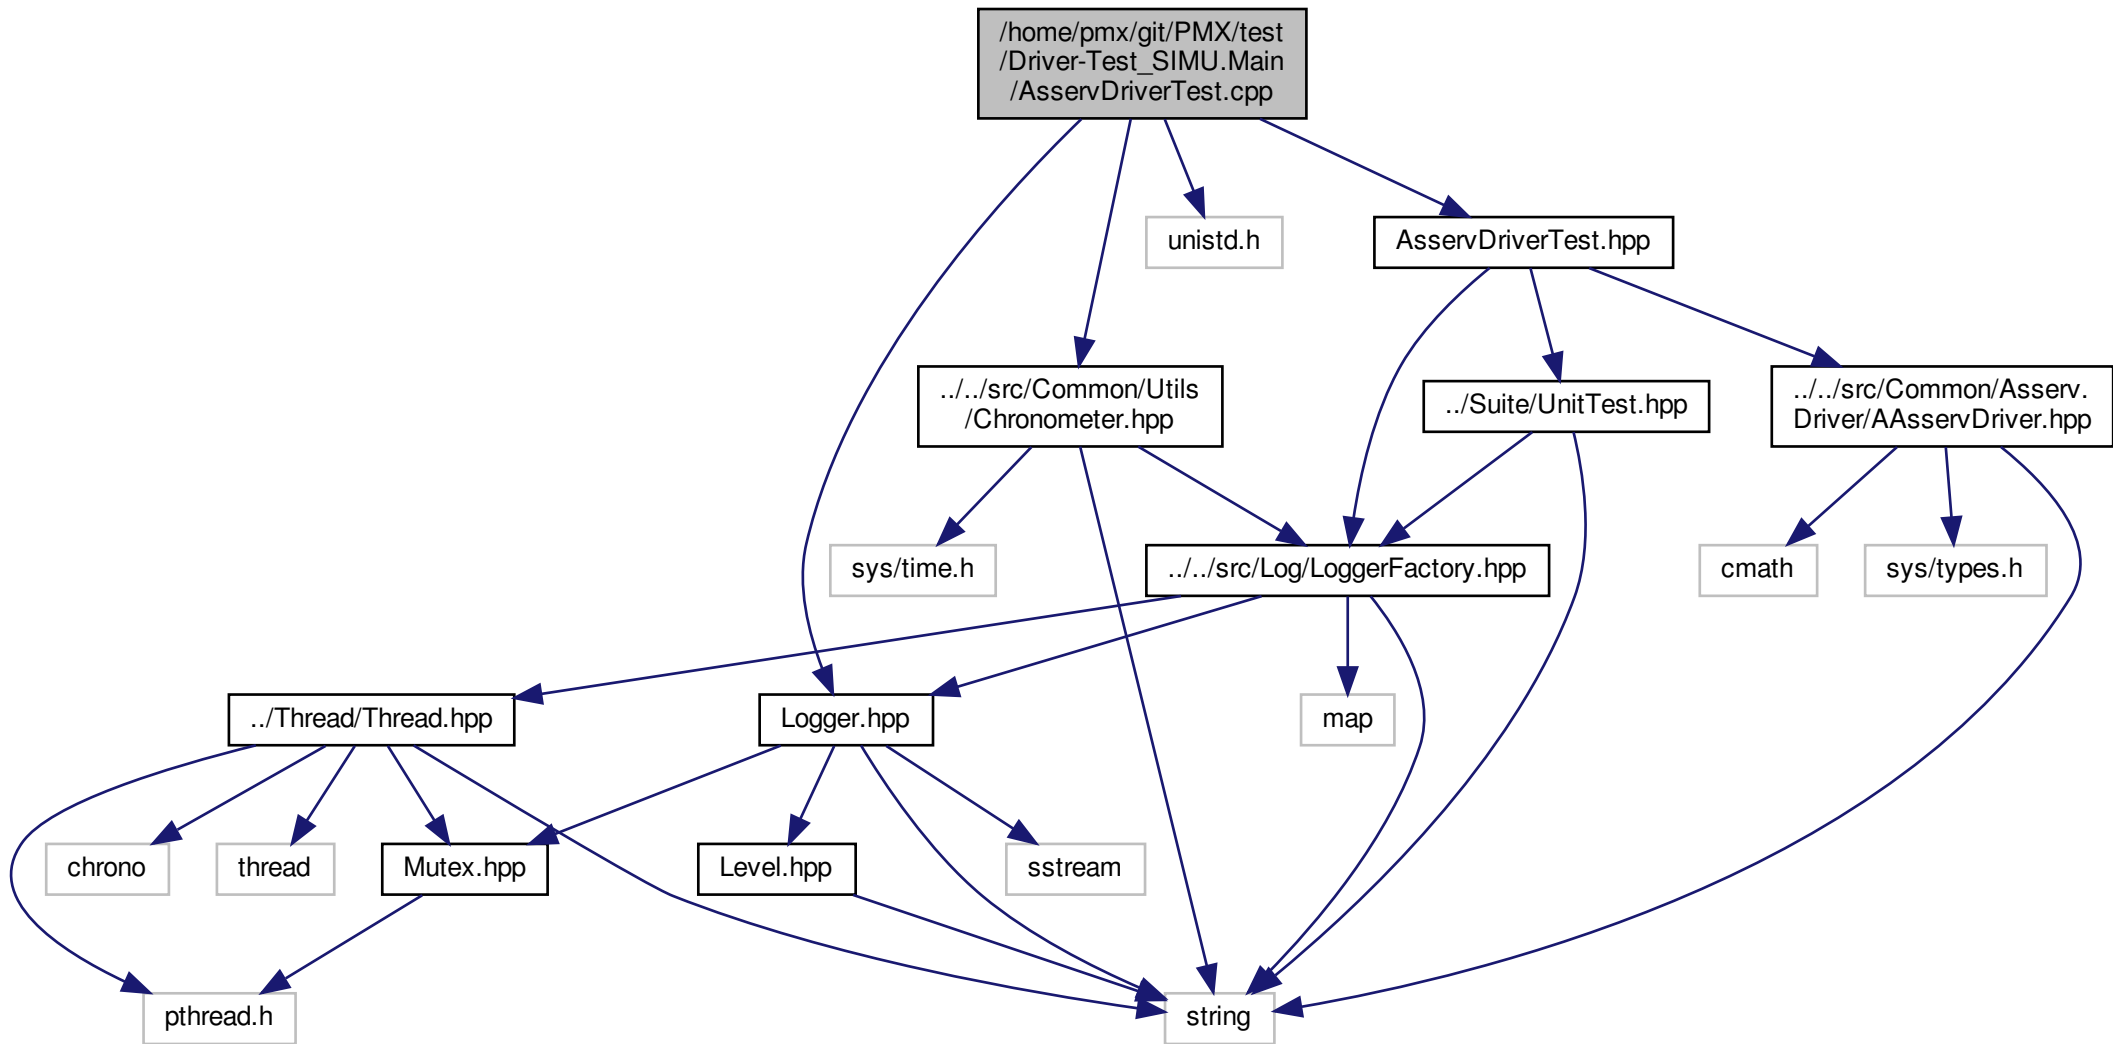 /home/pmx/git/PMX/test
/Driver-Test_SIMU.Main
/AsservDriverTest.cpp
unistd.h
AsservDriverTest.hpp
../../src/Common/Utils
/Chronometer.hpp
../Suite/UnitTest.hpp
../../src/Common/Asserv.
Driver/AAsservDriver.hpp
sys/time.h
../../src/Log/LoggerFactory.hpp
cmath
sys/types.h
../Thread/Thread.hpp
Logger.hpp
map
chrono
thread
Mutex.hpp
Level.hpp
sstream
pthread.h
string